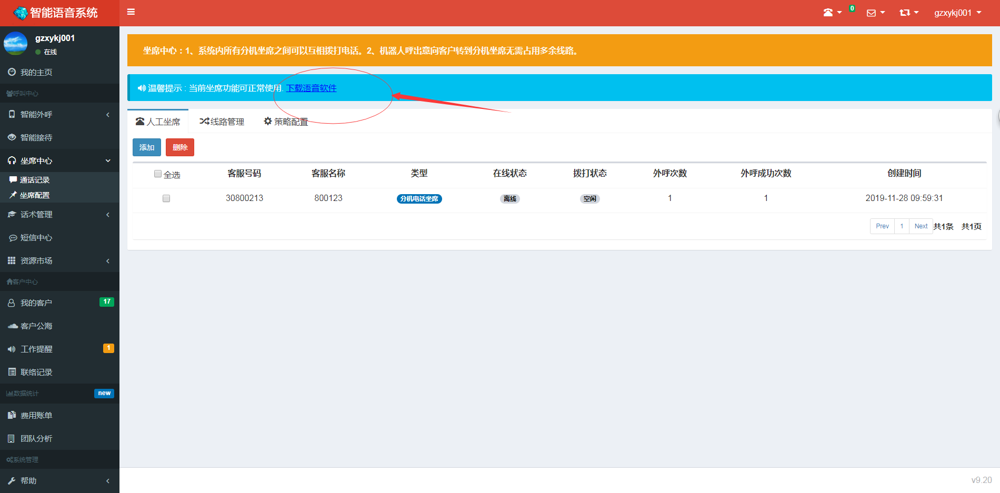 智能语音系统
0
gzxykj001
gzxykj001
在线
我的主页
呼叫中心
智能外呼
智能接待
坐席中心
通话记录
坐席配置
话术管理
短信中心
资源市场
客户中心
我的客户 17
客户公海
工作提醒 1
联络记录
数据统计 new
费用账单
团队分析
系统管理
帮助
坐席中心：1、系统内所有分机坐席之间可以互相拨打电话。2、机器人呼出意向客户转到分机坐席无需占用多余线路。
温馨提示 : 当前坐席功能可正常使用. 下载语音软件
人工坐席 线路管理 策略配置
添加 删除
全选 客服号码 客服名称 类型 在线状态 拨打状态 外呼次数 外呼成功次数 创建时间
30800213 800123 分机电话坐席 离线 空闲 1 1 2019-11-28 09:59:31
Prev 1 Next 共1条 共1页
v9.20